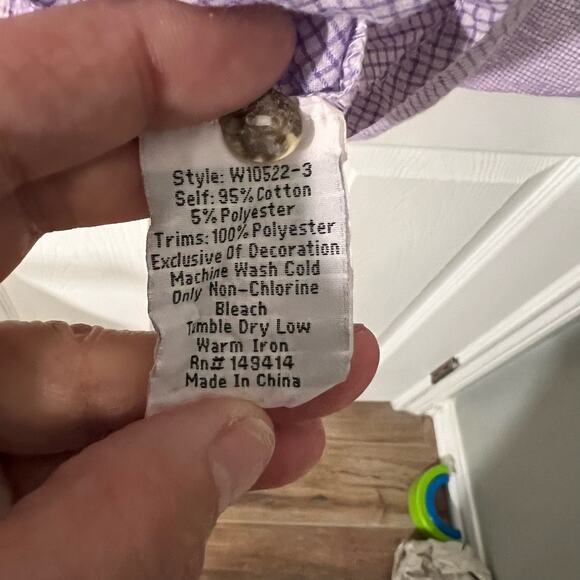 Style: W10522-3
Self: 95% Cotton
5% Polyester
Trims: 100% Polyester
Exclusive Of Decoration
Machine Wash Cold
Only Non-Chlorine
Bleach
Tumble Dry Low
Warm Iron
Rn# 149414
Made In China